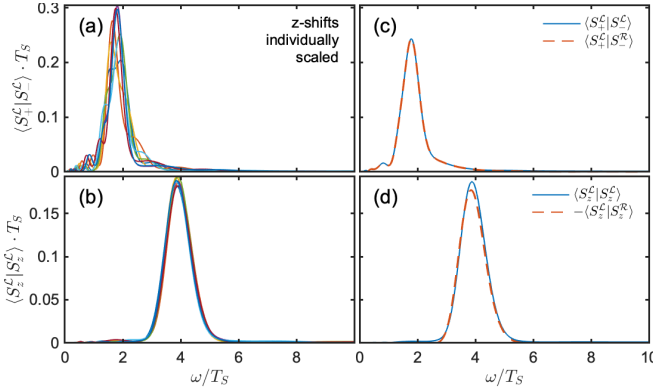 (a)
z-shifts
individually
scaled
⟨S₊^ℒ|S₋^ℒ⟩ · T_S
0.3
0.2
0.1
0
(c)
⟨S₊^ℒ|S₋^ℒ⟩
⟨S₊^ℒ|S₋^ℛ⟩
(b)
⟨S_z^ℒ|S_z^ℒ⟩ · T_S
0.15
0.1
0.05
0
0 2 4 6 8
ω/T_S
(d)
⟨S_z^ℒ|S_z^ℒ⟩
−⟨S_z^ℒ|S_z^ℛ⟩
0 2 4 6 8 10
ω/T_S